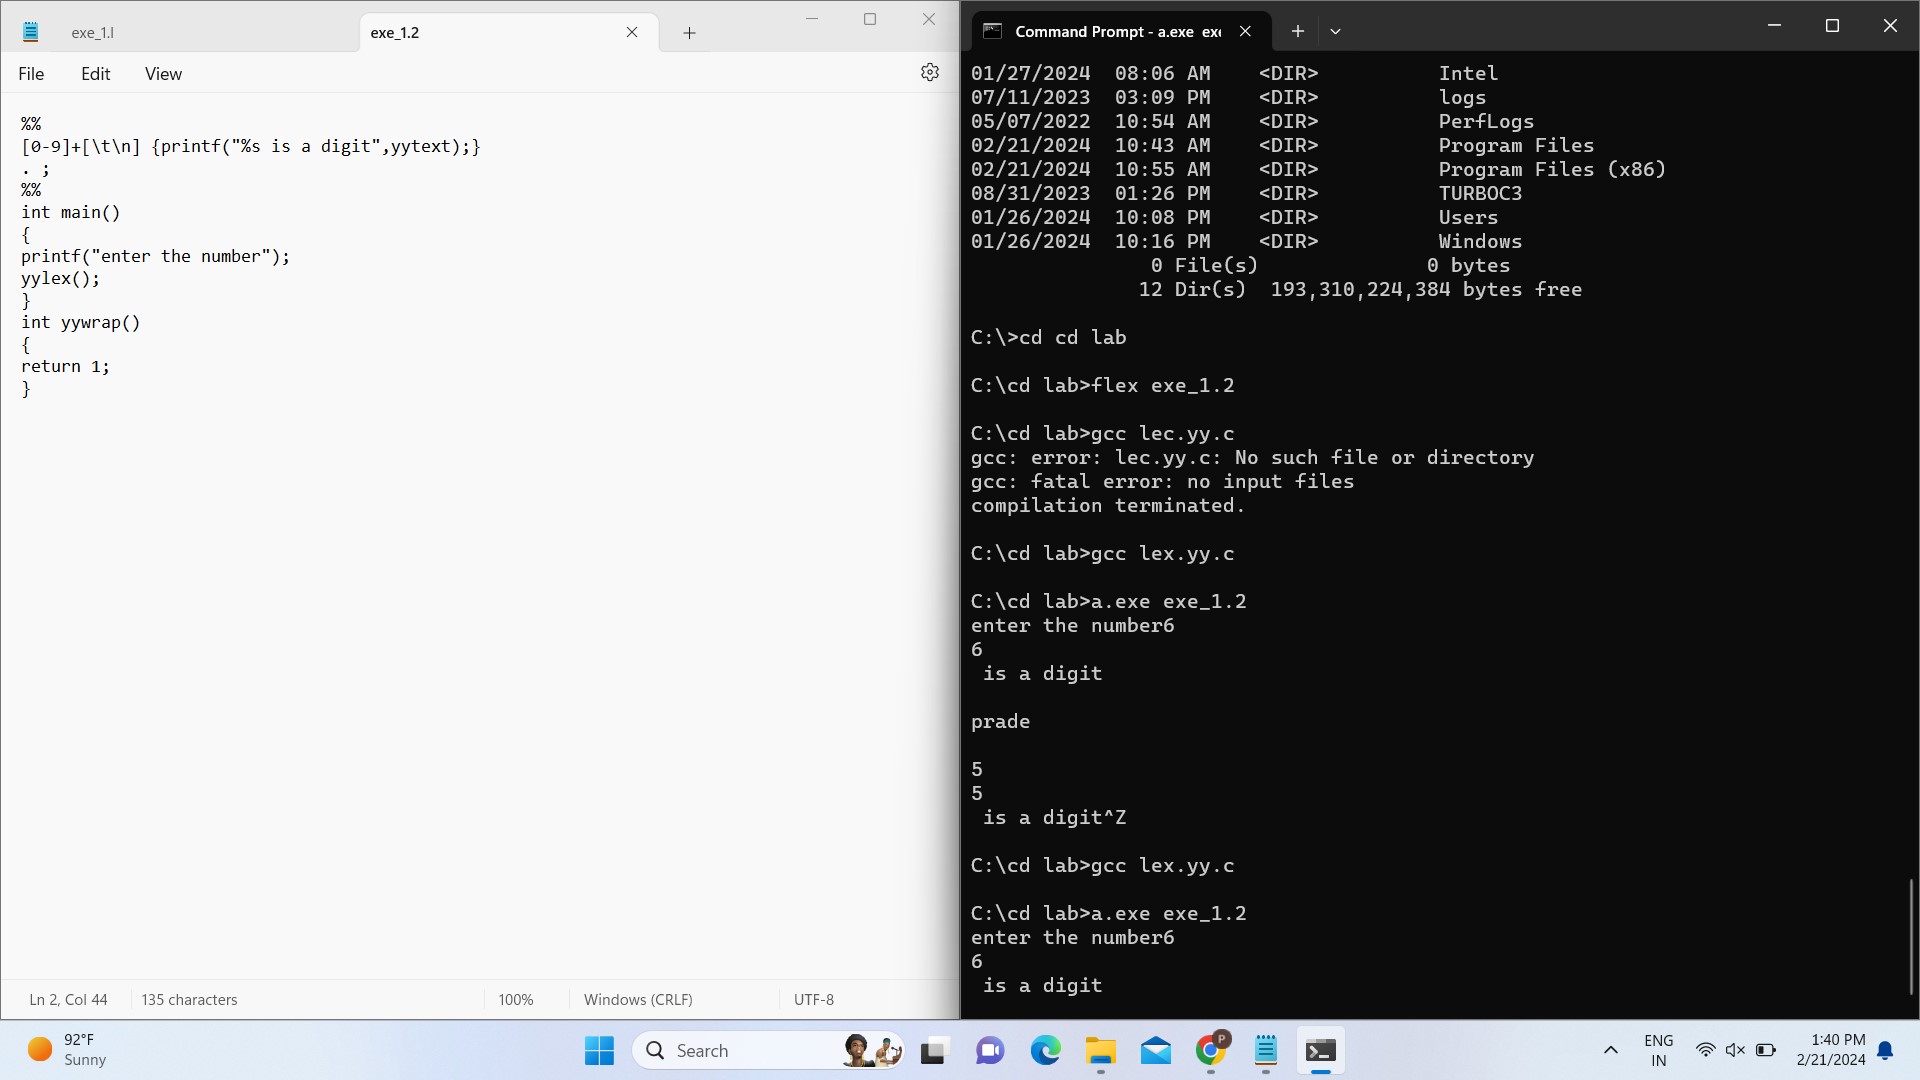 exe_1.l
exe_1.2
File Edit View
%%
[0-9]+[\t\n] {printf("%s is a digit",yytext);}
. ;
%%
int main()
{
printf("enter the number");
yylex();
}
int yywrap()
{
return 1;
}
Ln 2, Col 44 135 characters 100% Windows (CRLF) UTF-8
Command Prompt - a.exe exe
01/27/2024 08:06 AM <DIR> Intel
07/11/2023 03:09 PM <DIR> logs
05/07/2022 10:54 AM <DIR> PerfLogs
02/21/2024 10:43 AM <DIR> Program Files
02/21/2024 10:55 AM <DIR> Program Files (x86)
08/31/2023 01:26 PM <DIR> TURBOC3
01/26/2024 10:08 PM <DIR> Users
01/26/2024 10:16 PM <DIR> Windows
0 File(s) 0 bytes
12 Dir(s) 193,310,224,384 bytes free
C:\>cd cd lab
C:\cd lab>flex exe_1.2
C:\cd lab>gcc lec.yy.c
gcc: error: lec.yy.c: No such file or directory
gcc: fatal error: no input files
compilation terminated.
C:\cd lab>gcc lex.yy.c
C:\cd lab>a.exe exe_1.2
enter the number6
6
is a digit
prade
5
5
is a digit^Z
C:\cd lab>gcc lex.yy.c
C:\cd lab>a.exe exe_1.2
enter the number6
6
is a digit
92°F
Sunny
Search
P
ENG
IN
1:40 PM
2/21/2024